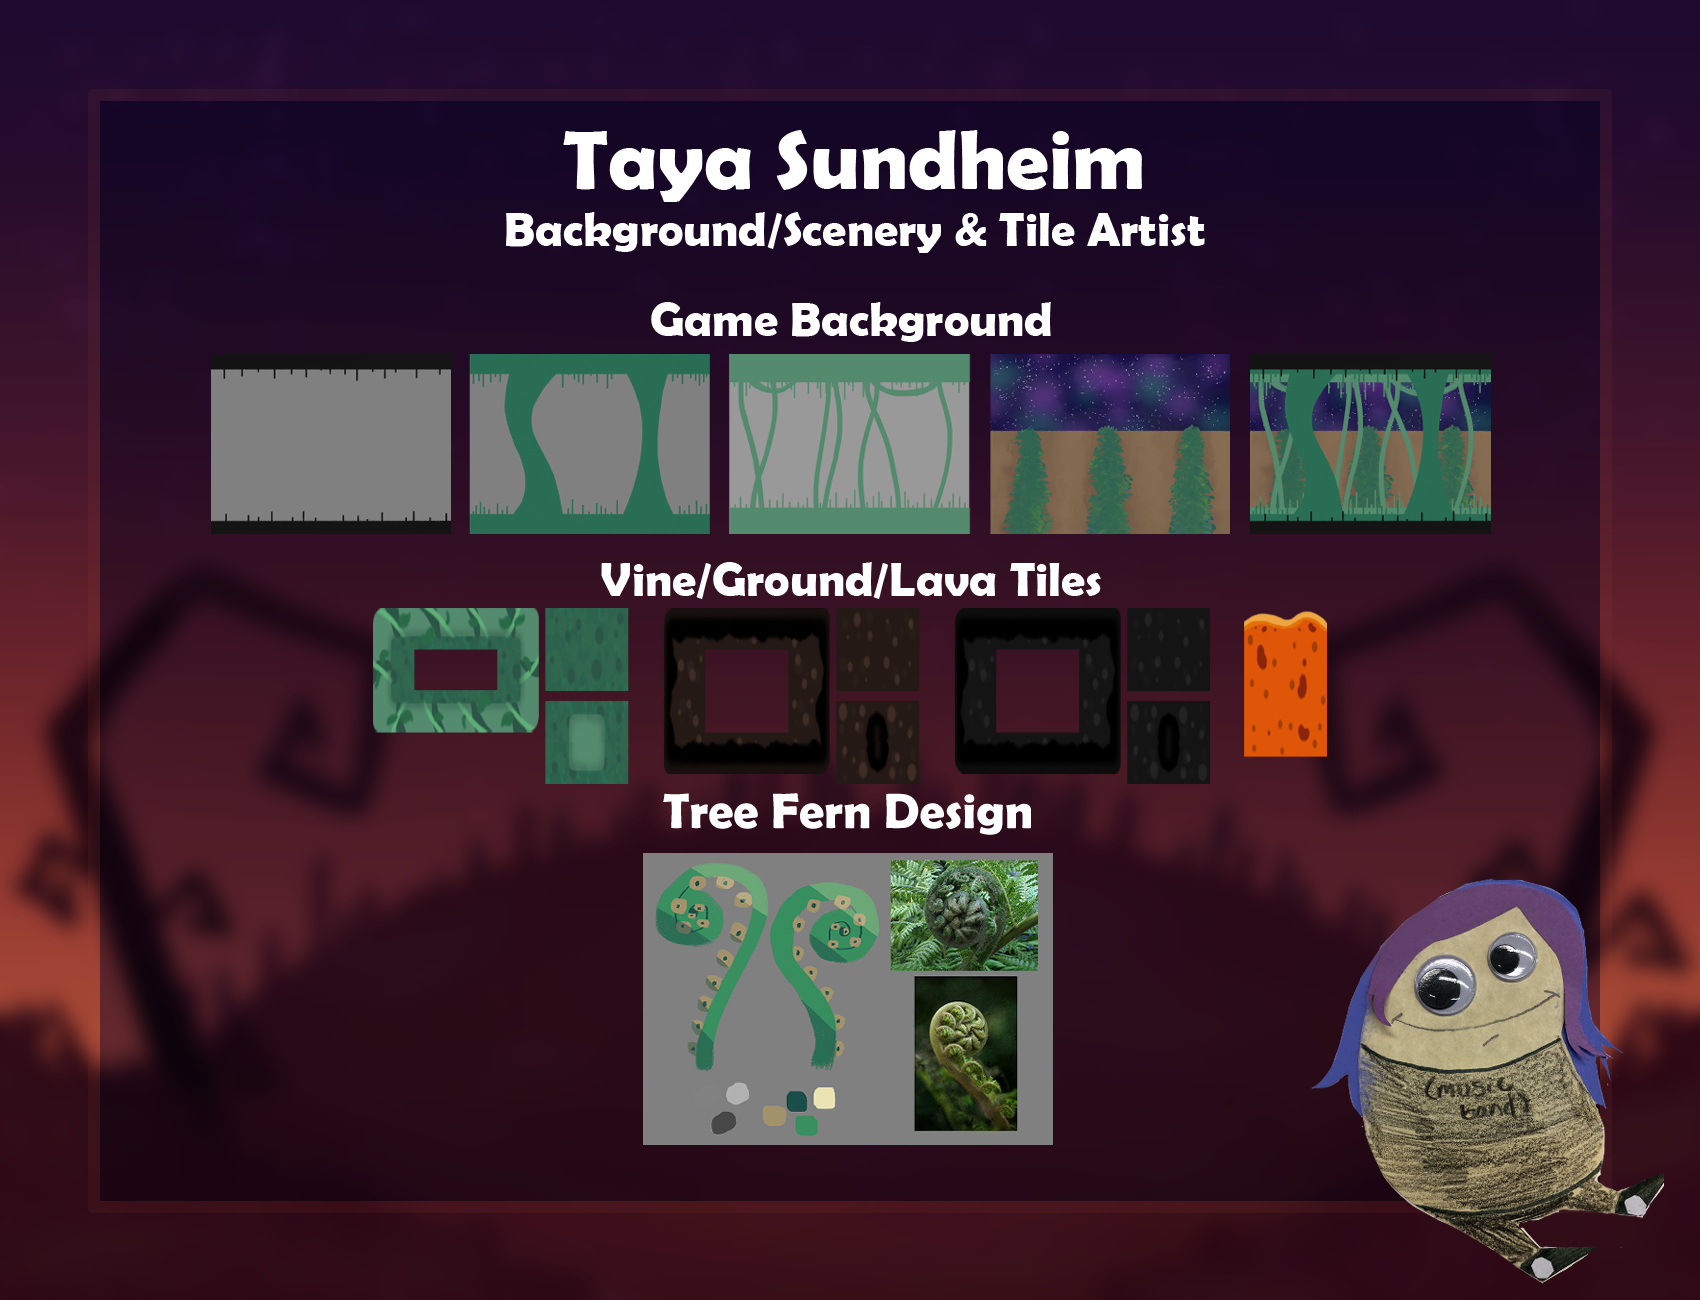 Taya Sundheim
Background/Scenery & Tile Artist
Game Background
Vine/Ground/Lava Tiles
Tree Fern Design
(music
band)